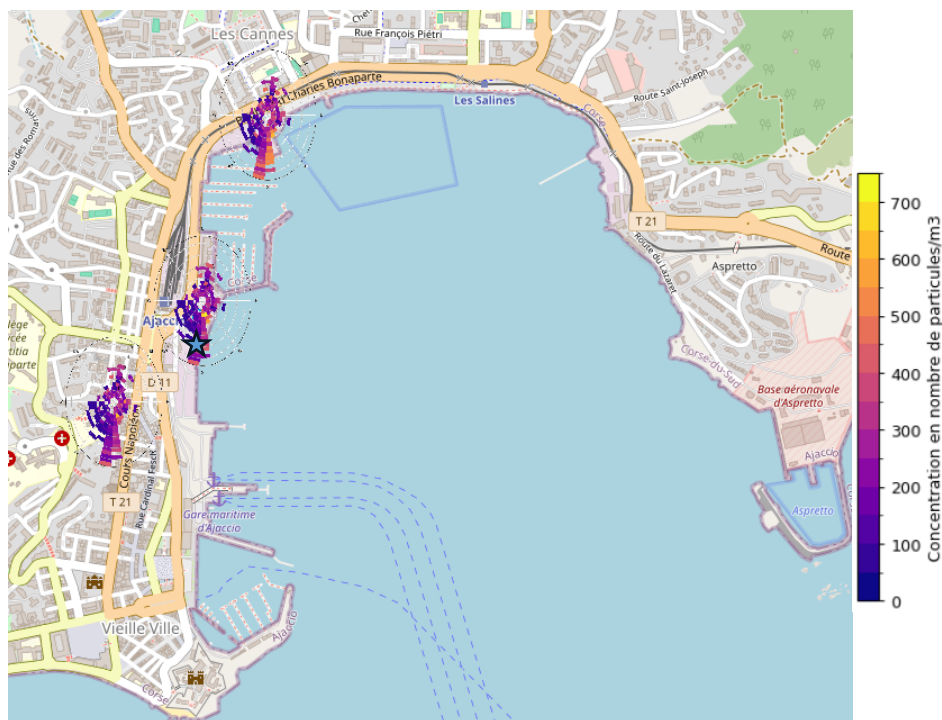 Les Cannes
Rue François Piétri
Charles Bonaparte
Les Salines
Route Saint-Joseph
Corse
T 21
Route
Route du Lazaret
Aspretto
Corse
Corse-du-Sud
Base aéronavale
d'Aspretto
Ajaccio
Aspretto
D 11
Cours Napoléon
T 21
Rue Cardinal Fesch
Gare maritime
d'Ajaccio
Vieille Ville
Ajaccio
Corse
700
600
500
400
300
200
100
0
Concentration en nombre de particules/m3